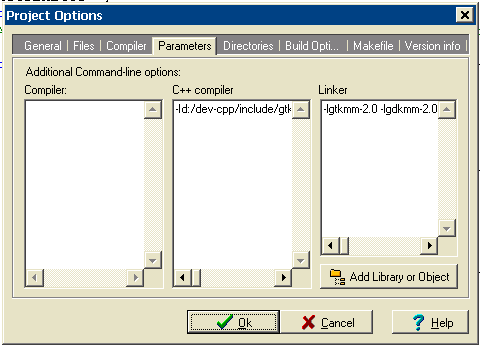 Project Options
General | Files | Compiler | Parameters | Directories | Build Opti... | Makefile | Version info |
Additional Command-line options:
Compiler: C++ compiler Linker
-Id:/dev-cpp/include/gtk -lgtkmm-2.0 -lgdkmm-2.0
Add Library or Object
Ok Cancel Help